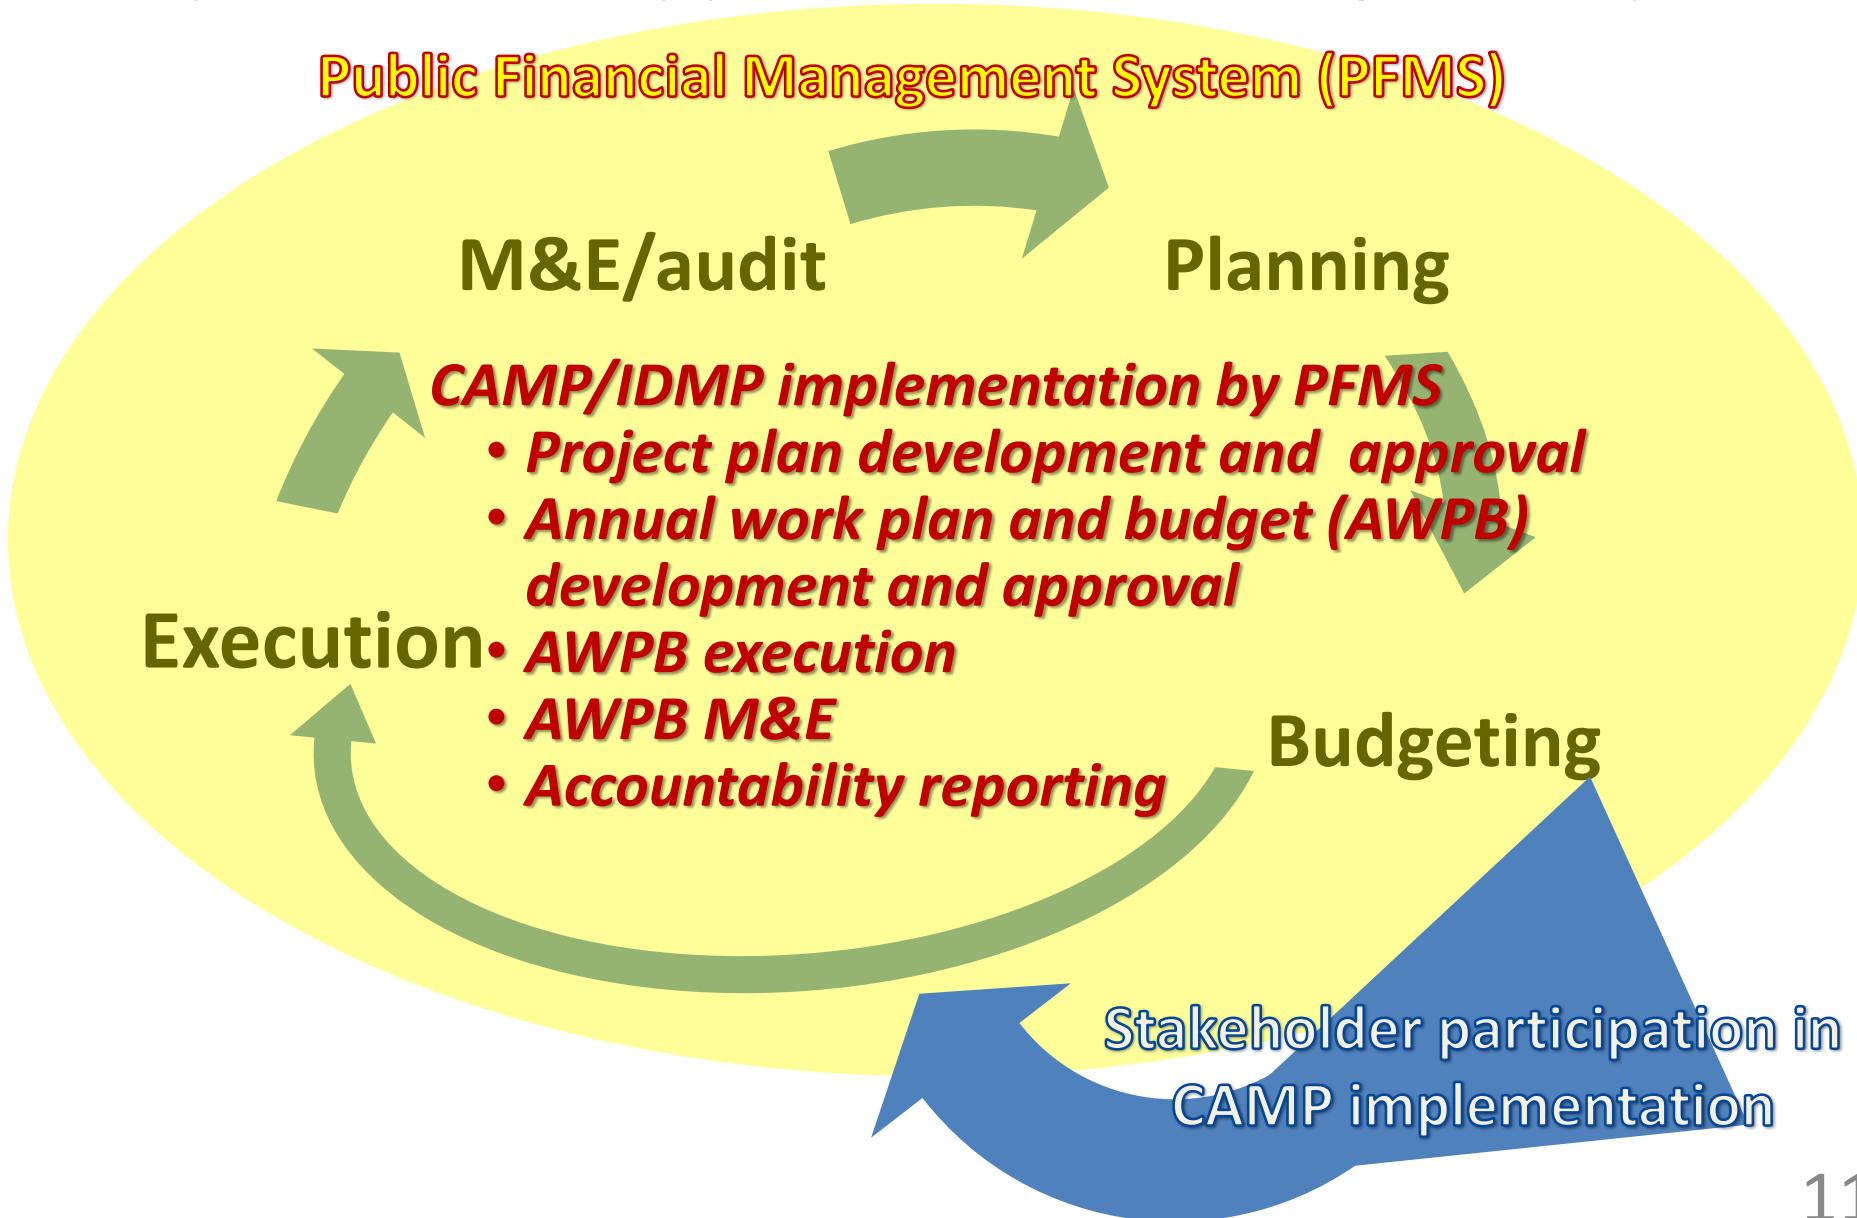 Public Financial Management System (PFMS)
M&E/audit
Planning
CAMP/IDMP implementation by PFMS
• Project plan development and approval
• Annual work plan and budget (AWPB)
development and approval
Execution
• AWPB execution
• AWPB M&E
Budgeting
• Accountability reporting
Stakeholder participation in
CAMP implementation
11